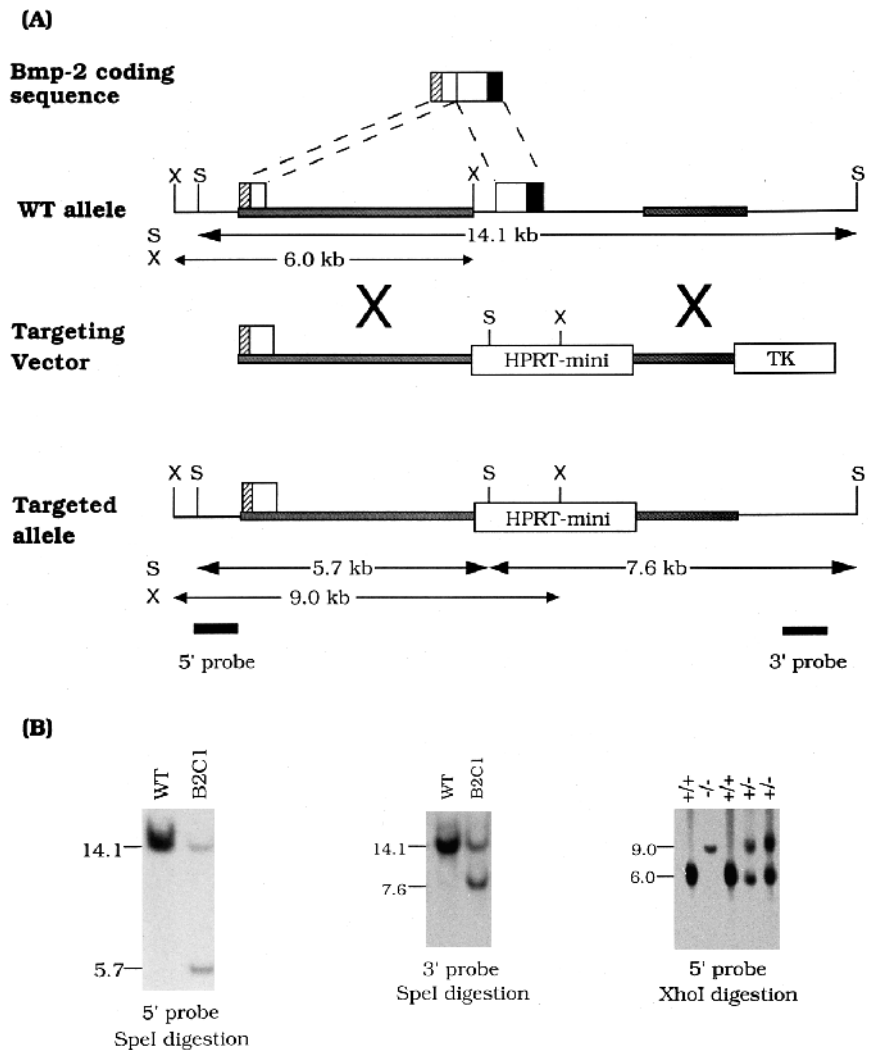 (A)
Bmp-2 coding
sequence
X S X S
WT allele
S 14.1 kb
X 6.0 kb
X X
Targeting
Vector
S X
HPRT-mini TK
X S S X S
Targeted
allele
HPRT-mini
S 5.7 kb 7.6 kb
X 9.0 kb
5' probe 3' probe
(B)
WT B2C1
14.1
5.7
5' probe
SpeI digestion
WT B2C1
14.1
7.6
3' probe
SpeI digestion
+/+ -/- +/+ +/- +/-
9.0
6.0
5' probe
XhoI digestion